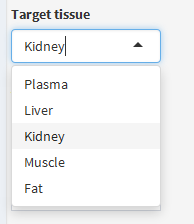 Target tissue
Kidney
Plasma
Liver
Kidney
Muscle
Fat